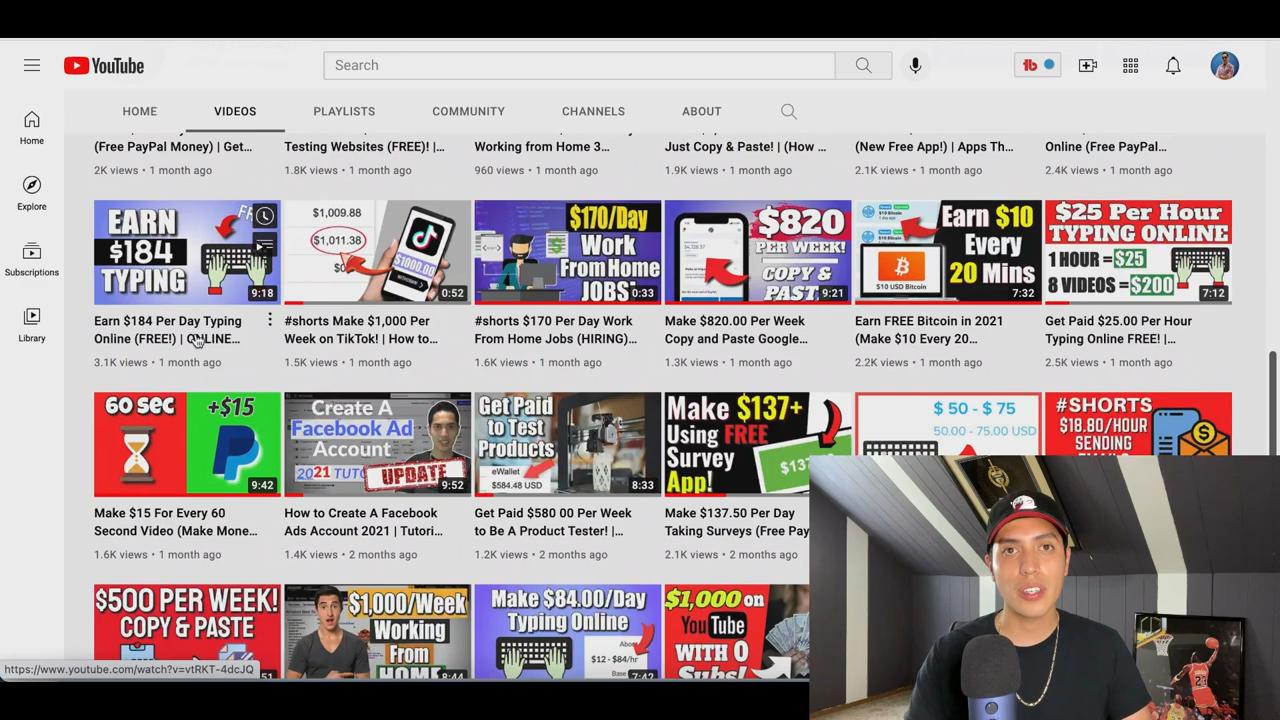 YouTube
Search
HOME
VIDEOS
PLAYLISTS
COMMUNITY
CHANNELS
ABOUT
Home
Explore
Subscriptions
Library
(Free PayPal Money) | Get...
2K views • 1 month ago
Testing Websites (FREE)! |...
1.8K views • 1 month ago
Working from Home 3...
960 views • 1 month ago
Just Copy & Paste! | (How ...
1.9K views • 1 month ago
(New Free App!) | Apps Th...
2.1K views • 1 month ago
Online (Free PayPal...
2.4K views • 1 month ago
EARN
$184
TYPING
9:18
Earn $184 Per Day Typing
Online (FREE!) | ONLINE...
3.1K views • 1 month ago
$1,009.88
$1,011.38
$1000.00
0:52
#shorts Make $1,000 Per
Week on TikTok! | How to...
1.5K views • 1 month ago
$170/Day
Work
From Home
JOBS!
0:33
#shorts $170 Per Day Work
From Home Jobs (HIRING)...
1.6K views • 1 month ago
$820
PER WEEK!
COPY &
PAST
9:21
Make $820.00 Per Week
Copy and Paste Google...
1.3K views • 1 month ago
Earn $10
Every
20 Mins
$10 USD Bitcoin
7:32
Earn FREE Bitcoin in 2021
(Make $10 Every 20...
2.2K views • 1 month ago
$25 Per Hour
TYPING ONLINE
1 HOUR = $25
8 VIDEOS = $200
7:12
Get Paid $25.00 Per Hour
Typing Online FREE! |...
2.5K views • 1 month ago
60 sec
+$15
9:42
Make $15 For Every 60
Second Video (Make Mone...
1.6K views • 1 month ago
Create A
Facebook Ad
Account
2021 TUTO
UPDATE
9:52
How to Create A Facebook
Ads Account 2021 | Tutori...
1.4K views • 2 months ago
Get Paid
to Test
Products
eWallet
$584.48 USD
8:33
Get Paid $580 00 Per Week
to Be A Product Tester! |...
1.2K views • 2 months ago
Make $137+
Using FREE
Survey
App!
Make $137.50 Per Day
Taking Surveys (Free Pay
2.1K views • 2 months ago
$ 50 - $ 75
50.00 - 75.00 USD
#SHORTS
$18.80/HOUR
SENDING
$500 PER WEEK!
COPY & PASTE
$1,000/Week
Working
From
HOME
8:44
Make $84.00/Day
Typing Online
$12 - $84/hr
Base
7:42
$1,000 on
YouTube
WITH 0
Subs!
https://www.youtube.com/watch?v=vtRKT-4dcJQ
23